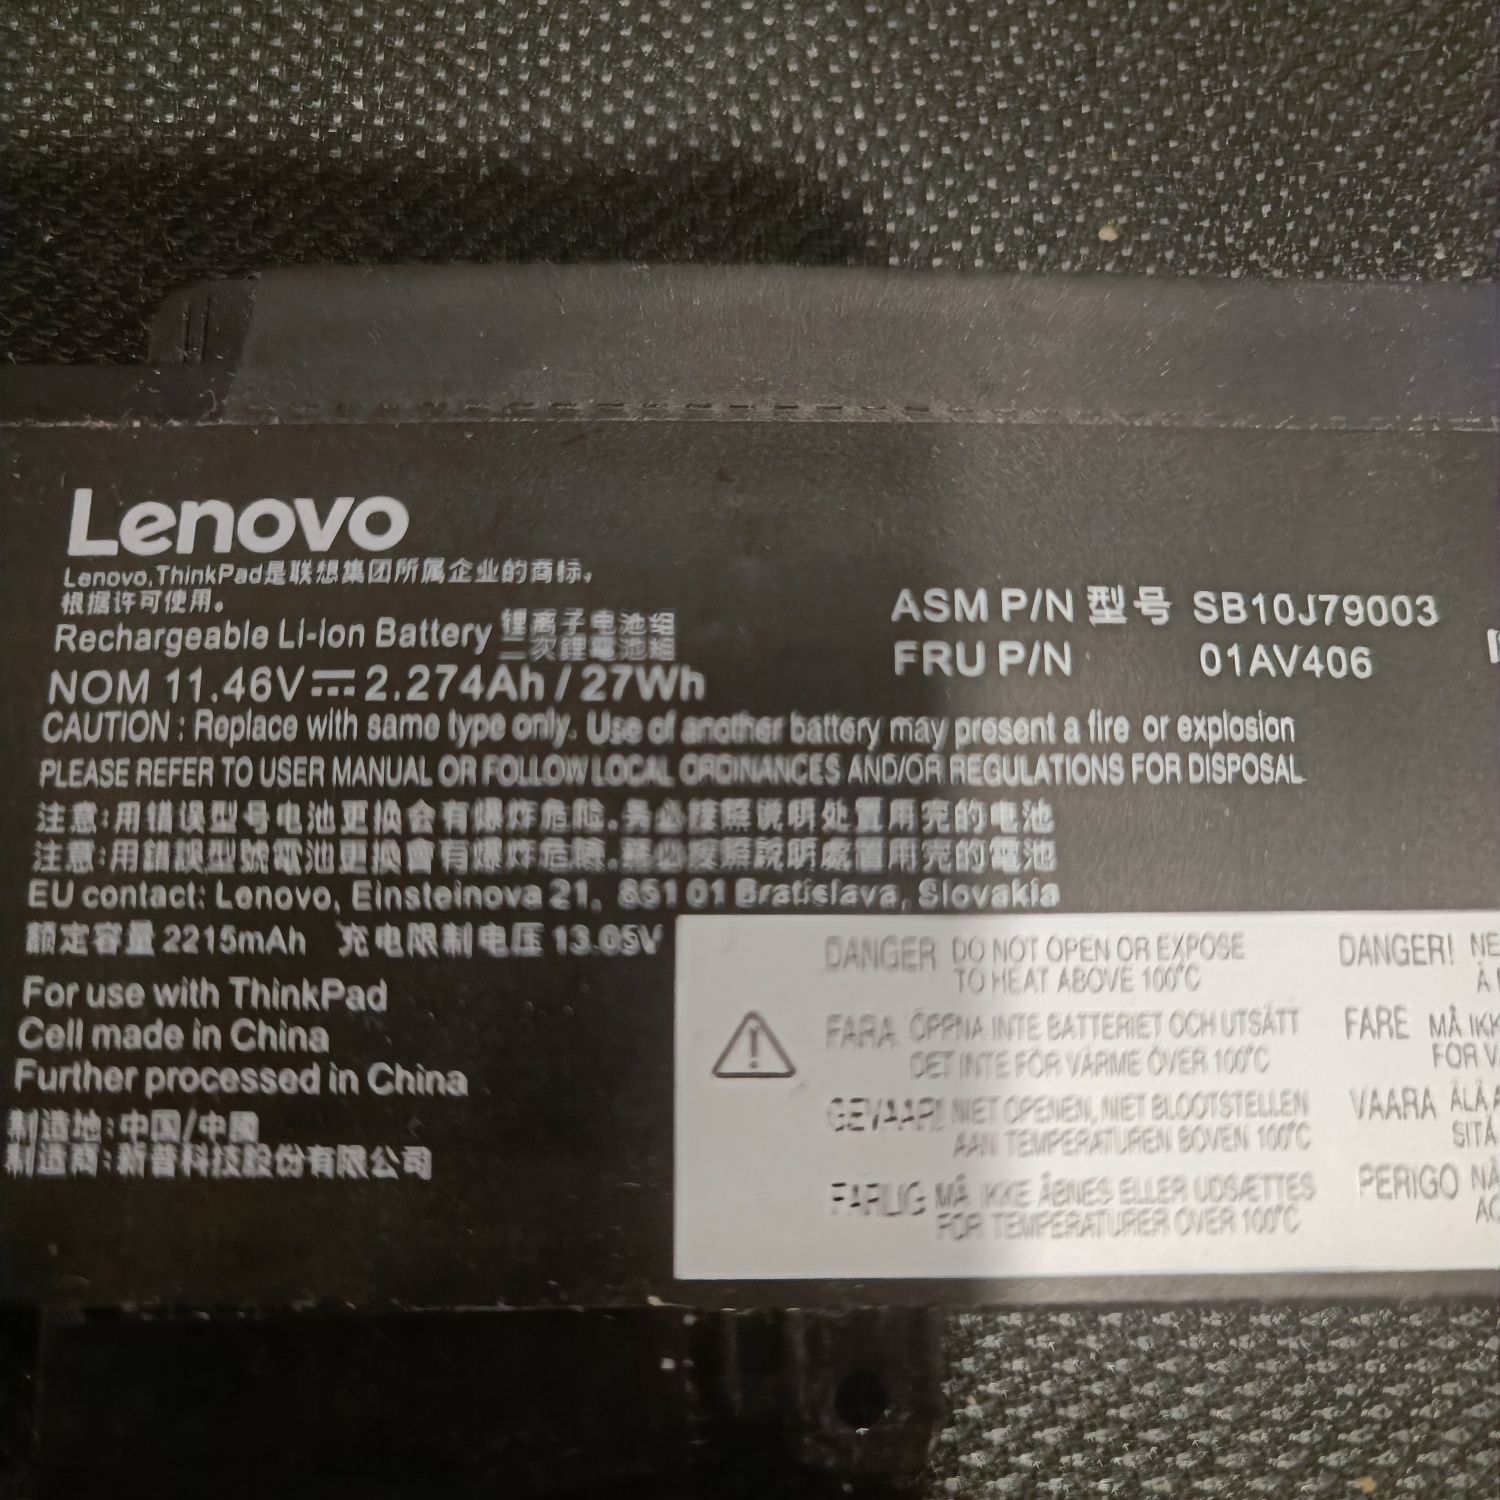 Lenovo
Lenovo,ThinkPad是联想集团所属企业的商标。
根据许可使用。
Rechargeable Li-ion Battery 锂离子电池组
二次鋰電池組
NOM 11.46V⎓2.274Ah / 27Wh
ASM P/N 型号 SB10J79003
FRU P/N 01AV406
CAUTION : Replace with same type only. Use of another battery may present a fire or explosion
PLEASE REFER TO USER MANUAL OR FOLLOW LOCAL ORDINANCES AND/OR REGULATIONS FOR DISPOSAL
注意:用错误型号电池更换会有爆炸危险.务必按照说明处置用完的电池
注意:用錯誤型號電池更換會有爆炸危險.務必按照說明處置用完的電池
EU contact: Lenovo, Einsteinova 21, 851 01 Bratislava, Slovakia
额定容量 2215mAh 充电限制电压 13.05V
For use with ThinkPad
Cell made in China
Further processed in China
制造地:中国/中國
制造商:新普科技股份有限公司
DANGER DO NOT OPEN OR EXPOSE
TO HEAT ABOVE 100°C
FARA ÖPPNA INTE BATTERIET OCH UTSÄTT
DET INTE FÖR VÄRME ÖVER 100°C
GEVAAR! NIET OPENEN, NIET BLOOTSTELLEN
AAN TEMPERATUREN BOVEN 100°C
FARLIG MÅ IKKE ÅBNES ELLER UDSÆTTES
FOR TEMPERATURER OVER 100°C
DANGER! NE
FARE MÅ IKK
FOR V
VAARA ÄLÄ
SITÄ
PERIGO NÃ